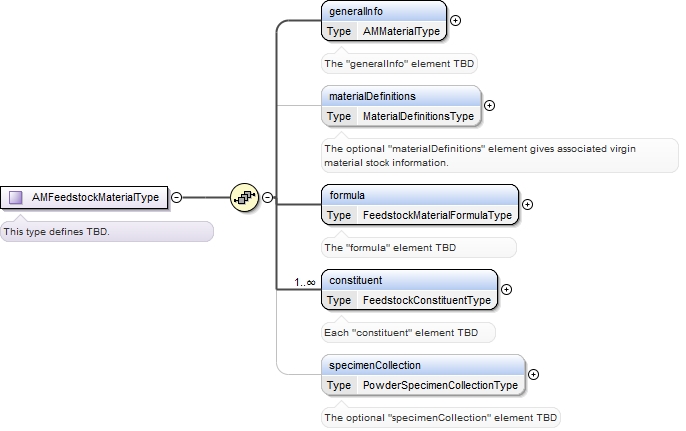 generalInfo
Type AMMaterialType
The "generalInfo" element TBD
materialDefinitions
Type MaterialDefinitionsType
The optional "materialDefinitions" element gives associated virgin
material stock information.
AMFeedstockMaterialType
This type defines TBD.
formula
Type FeedstockMaterialFormulaType
The "formula" element TBD
1..∞
constituent
Type FeedstockConstituentType
Each "constituent" element TBD
specimenCollection
Type PowderSpecimenCollectionType
The optional "specimenCollection" element TBD